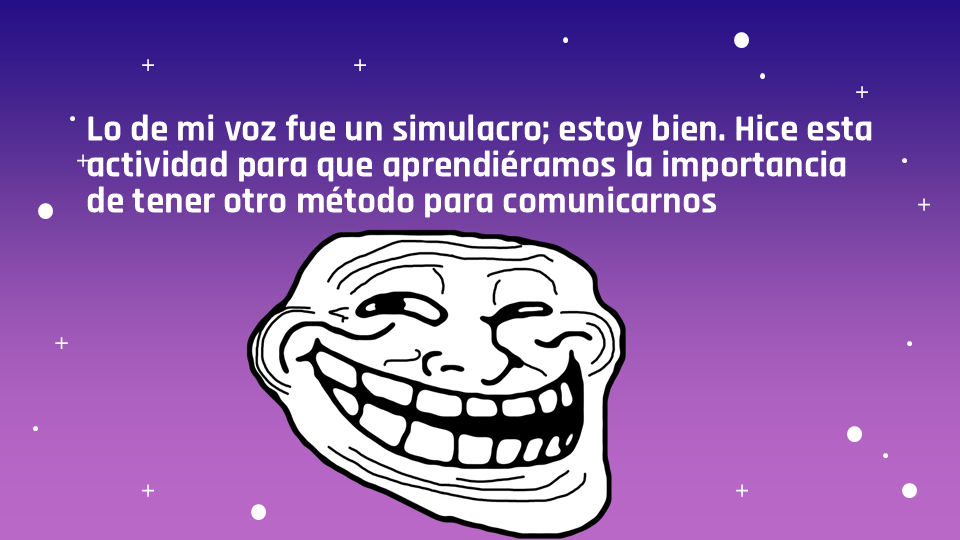 Lo de mi voz fue un simulacro; estoy bien. Hice esta
actividad para que aprendiéramos la importancia
de tener otro método para comunicarnos